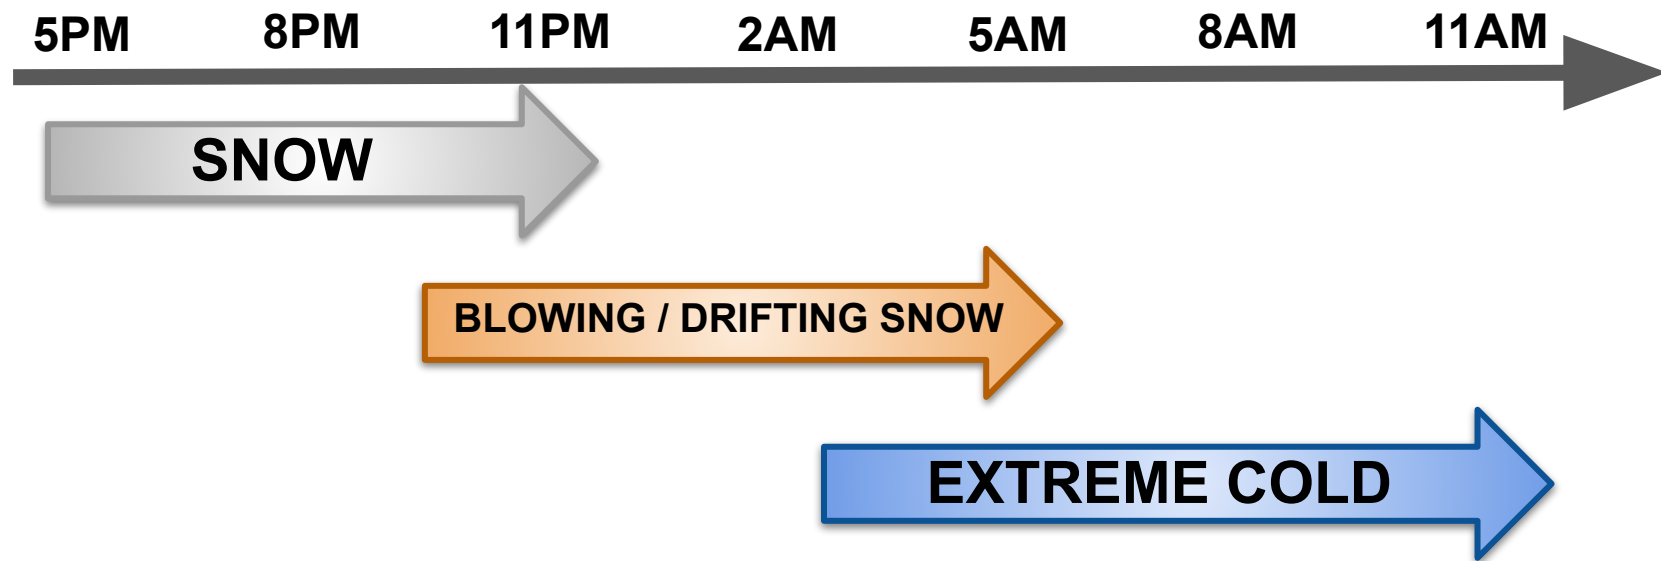 5PM 8PM 11PM 2AM 5AM 8AM 11AM
SNOW
BLOWING / DRIFTING SNOW
EXTREME COLD